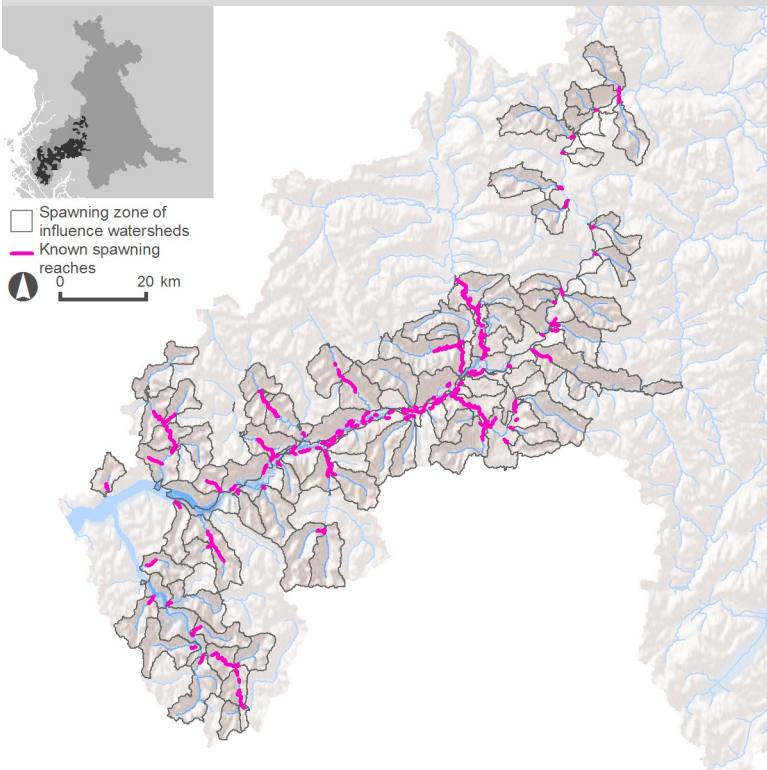 Spawning zone of
influence watersheds
Known spawning
reaches
0 20 km